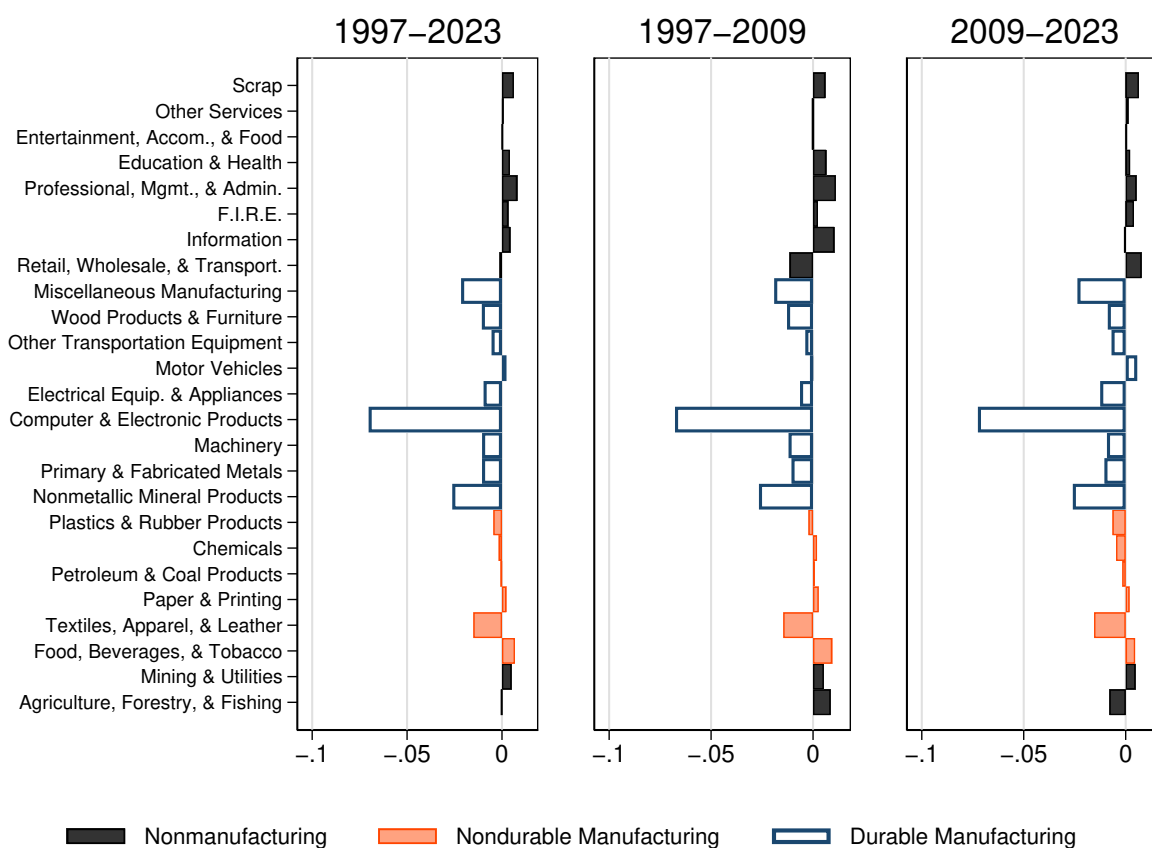 1997−2023 1997−2009 2009−2023
Scrap
Other Services
Entertainment, Accom., & Food
Education & Health
Professional, Mgmt., & Admin.
F.I.R.E.
Information
Retail, Wholesale, & Transport.
Miscellaneous Manufacturing
Wood Products & Furniture
Other Transportation Equipment
Motor Vehicles
Electrical Equip. & Appliances
Computer & Electronic Products
Machinery
Primary & Fabricated Metals
Nonmetallic Mineral Products
Plastics & Rubber Products
Chemicals
Petroleum & Coal Products
Paper & Printing
Textiles, Apparel, & Leather
Food, Beverages, & Tobacco
Mining & Utilities
Agriculture, Forestry, & Fishing
−.1 −.05 0 −.1 −.05 0 −.1 −.05 0
Nonmanufacturing Nondurable Manufacturing Durable Manufacturing